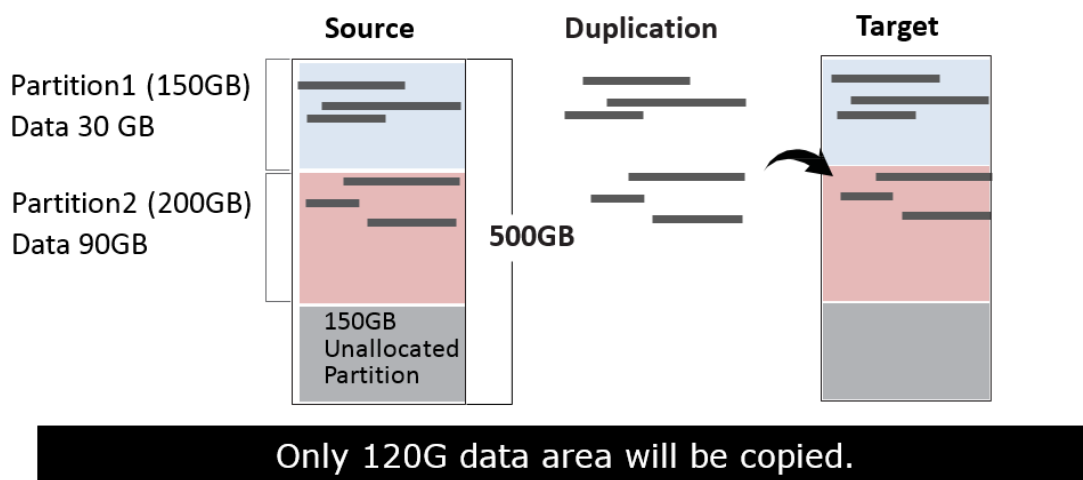 Source
Duplication
Target
Partition1 (150GB)
Data 30 GB
Partition2 (200GB)
Data 90GB
500GB
150GB
Unallocated
Partition
Only 120G data area will be copied.